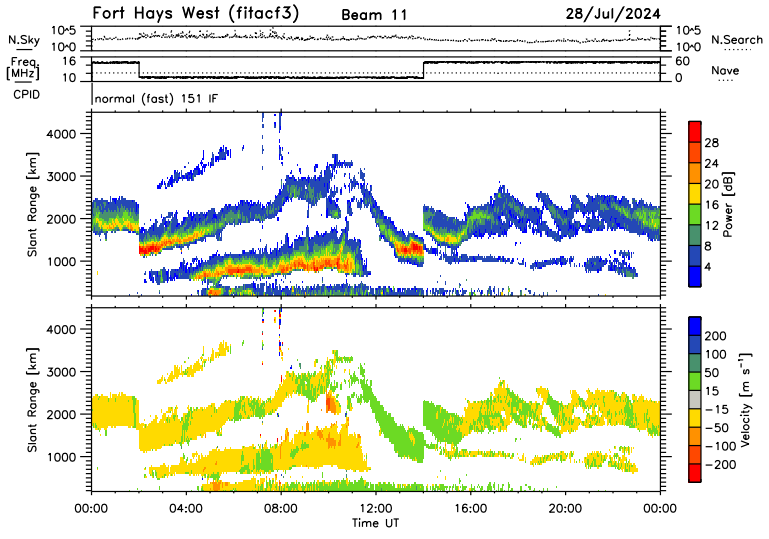 Fort Hays West (fitacf3) Beam 11 28/Jul/2024
N.Sky 10^5 10^0 10^5 10^0 N.Search
Freq. [MHz] 16 10 60 0 Nave
CPID normal (fast) 151 IF
Slant Range [km] 4000 3000 2000 1000
Power [dB] 28 24 20 16 12 8 4
Slant Range [km] 4000 3000 2000 1000
Velocity [m s⁻¹] 200 100 50 15 −15 −50 −100 −200
00:00 04:00 08:00 12:00 16:00 20:00 00:00
Time UT